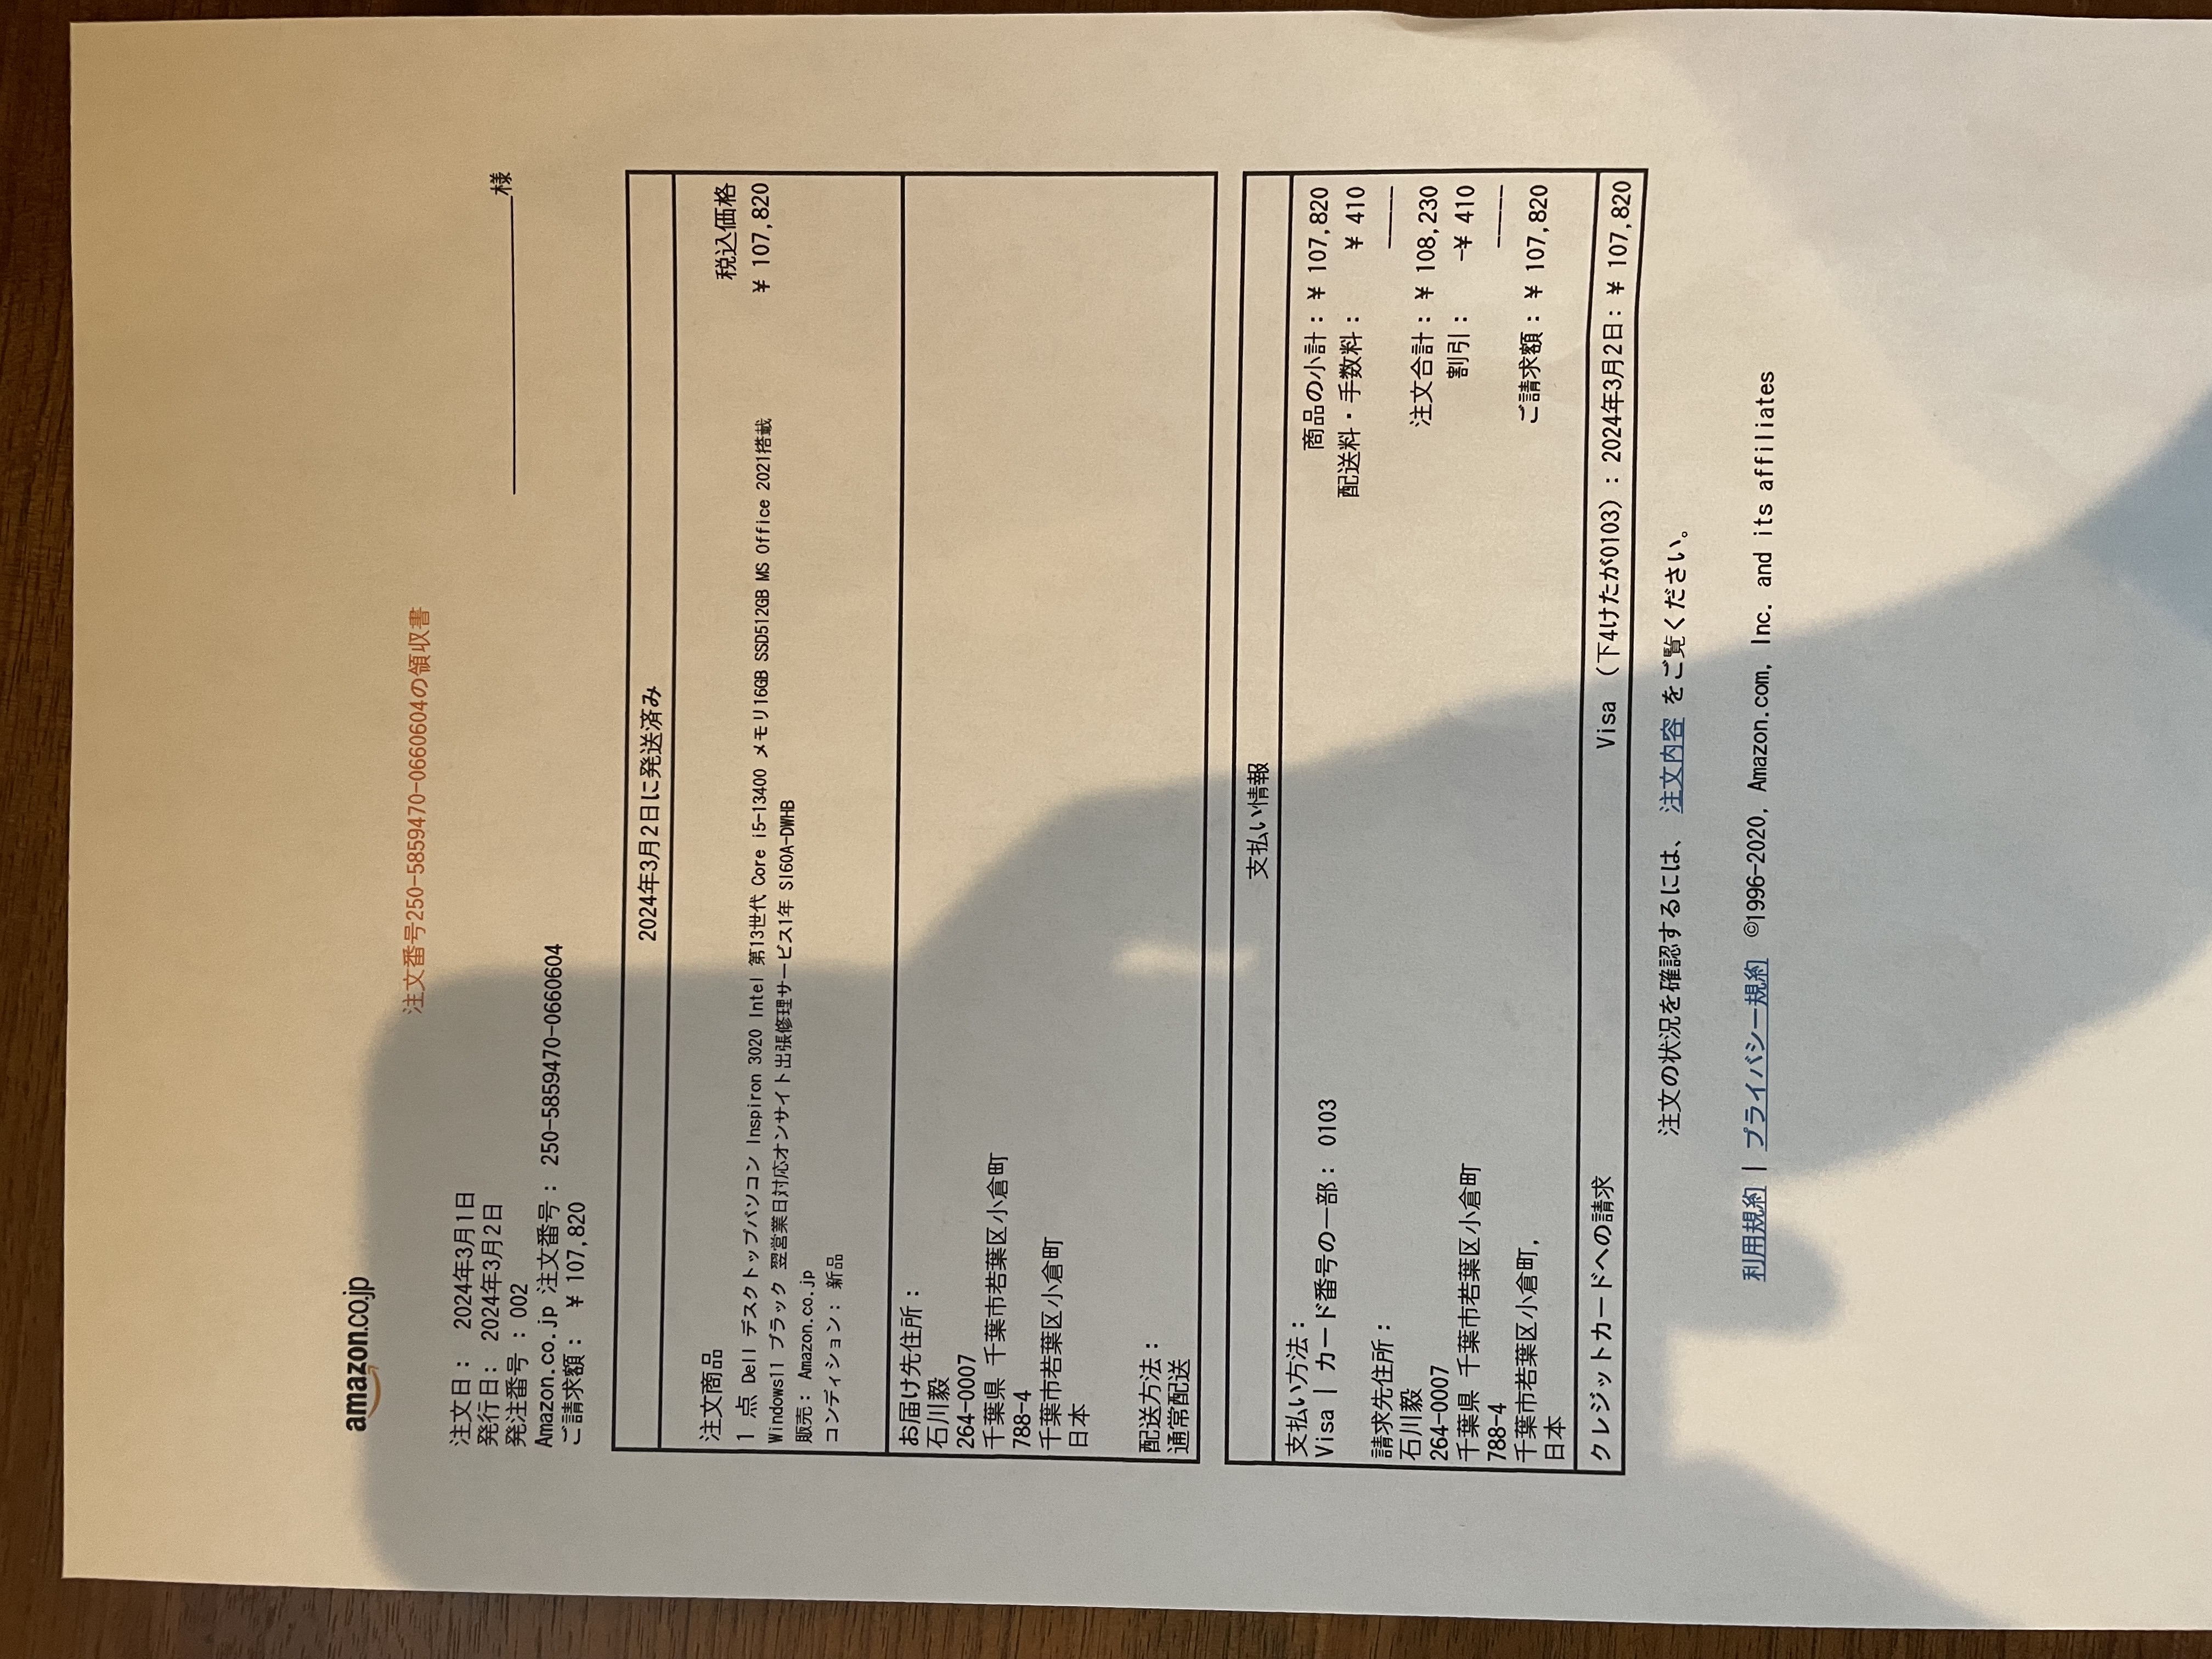 amazon.co.jp
注文番号250-5859470-0660604の領収書
注文日： 2024年3月1日
発行日： 2024年3月2日
発注番号 ：002
Amazon.co.jp 注文番号： 250-5859470-0660604
ご請求額： ￥ 107,820
様
2024年3月2日に発送済み
注文商品
税込価格
1 点 Dell デスクトップパソコン Inspiron 3020 Intel 第13世代 Core i5-13400 メモリ16GB SSD512GB MS Office 2021搭載
￥ 107,820
Windows11 ブラック 翌営業日対応オンサイト出張修理サービス1年 SI60A-DWHB
販売： Amazon.co.jp
コンディション： 新品
お届け先住所：
石川毅
264-0007
千葉県 千葉市若葉区小倉町
788-4
千葉市若葉区小倉町
日本
配送方法：
通常配送
支払い情報
支払い方法：
Visa | カード番号の一部： 0103
請求先住所：
石川毅
264-0007
千葉県 千葉市若葉区小倉町
788-4
千葉市若葉区小倉町,
日本
商品の小計： ￥ 107,820
配送料・手数料： ￥ 410
-----
注文合計： ￥ 108,230
割引： -￥ 410
-----
ご請求額： ￥ 107,820
クレジットカードへの請求
Visa （下4けたが0103）: 2024年3月2日: ￥ 107,820
注文の状況を確認するには、 注文内容 をご覧ください。
利用規約 | プライバシー規約 ©1996-2020, Amazon.com, Inc. and its affiliates